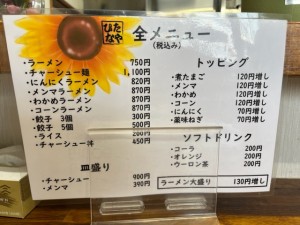 ひなたや
全メニュー
(税込み)
・ラーメン 750円
・チャーシュー麺 1,100円
・にんにくラーメン 820円
・メンマラーメン 870円
・わかめラーメン 870円
・コーンラーメン 870円
・餃子 3個 300円
・餃子 5個 500円
・ライス 200円
・チャーシュー丼 450円
皿盛り
・チャーシュー 900円
・メンマ 390円
トッピング
・煮たまご 120円増し
・メンマ 120円増し
・わかめ 120円増し
・コーン 120円増し
・にんにく 70円増し
・薬味ねぎ 70円増し
ソフトドリンク
・コーラ 200円
・オレンジ 200円
・ウーロン茶 200円
ラーメン大盛り 130円増し